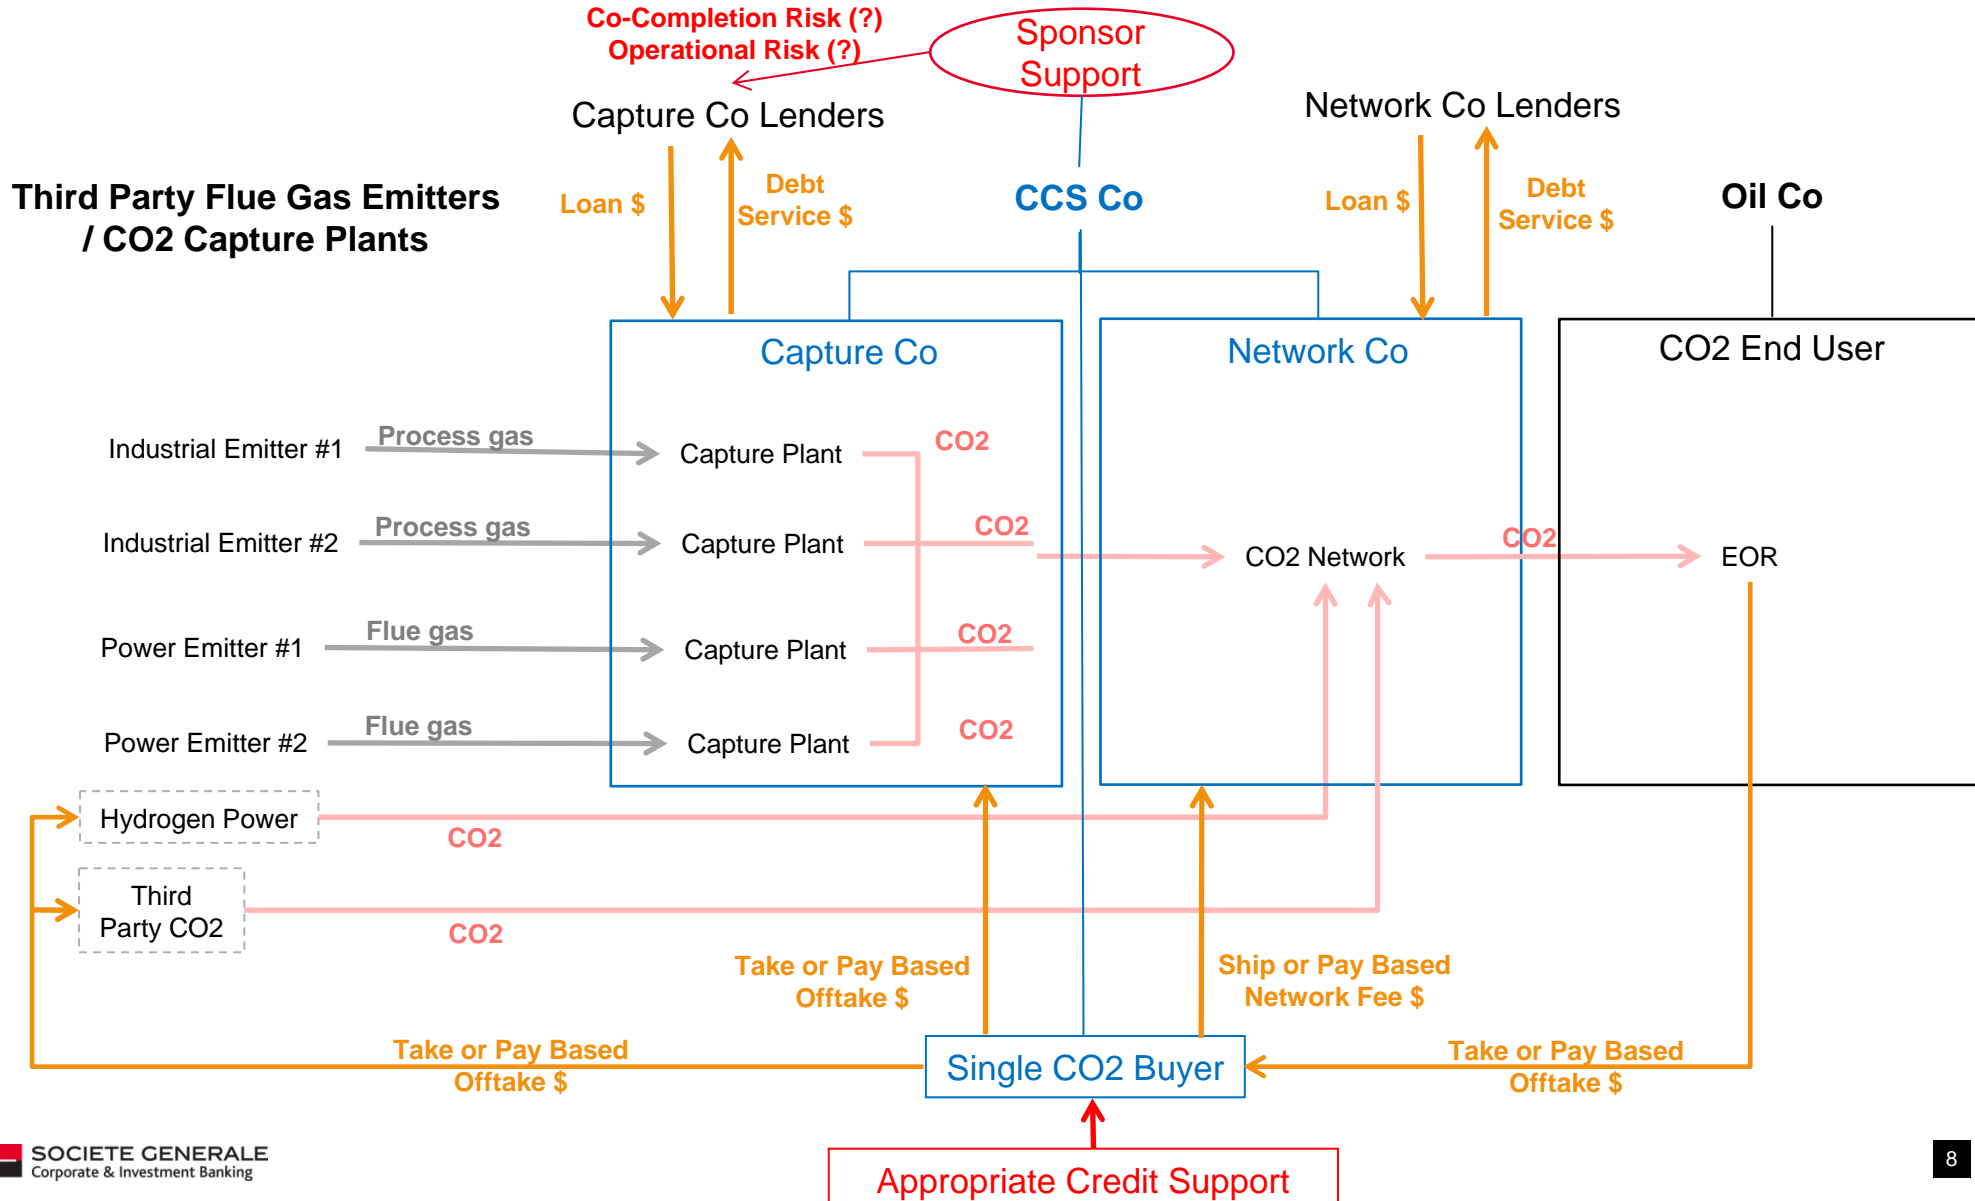 Co-Completion Risk (?)
Operational Risk (?)
Sponsor
Support
Capture Co Lenders
Network Co Lenders
Third Party Flue Gas Emitters
/ CO2 Capture Plants
Loan $
Debt
Service $
CCS Co
Loan $
Debt
Service $
Oil Co
Capture Co
Network Co
CO2 End User
Industrial Emitter #1
Process gas
Capture Plant
CO2
Industrial Emitter #2
Process gas
Capture Plant
CO2
CO2 Network
CO2
EOR
Power Emitter #1
Flue gas
Capture Plant
CO2
Power Emitter #2
Flue gas
Capture Plant
CO2
Hydrogen Power
CO2
Third
Party CO2
CO2
Take or Pay Based
Offtake $
Ship or Pay Based
Network Fee $
Take or Pay Based
Offtake $
Single CO2 Buyer
Take or Pay Based
Offtake $
Appropriate Credit Support
SOCIETE GENERALE
Corporate & Investment Banking
8